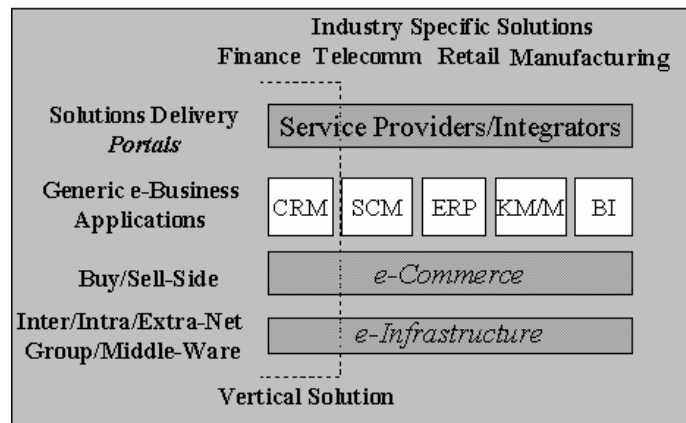 Industry Specific Solutions
Finance Telecomm Retail Manufacturing
Solutions Delivery
Portals
Service Providers/Integrators
Generic e-Business
Applications
CRM SCM ERP KM/M BI
Buy/Sell-Side
e-Commerce
Inter/Intra/Extra-Net
Group/Middle-Ware
e-Infrastructure
Vertical Solution